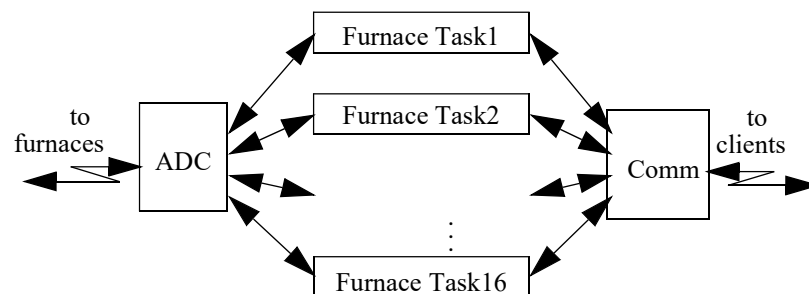 Furnace Task1
to
furnaces
ADC
Furnace Task2
Comm
to
clients
⋮
Furnace Task16